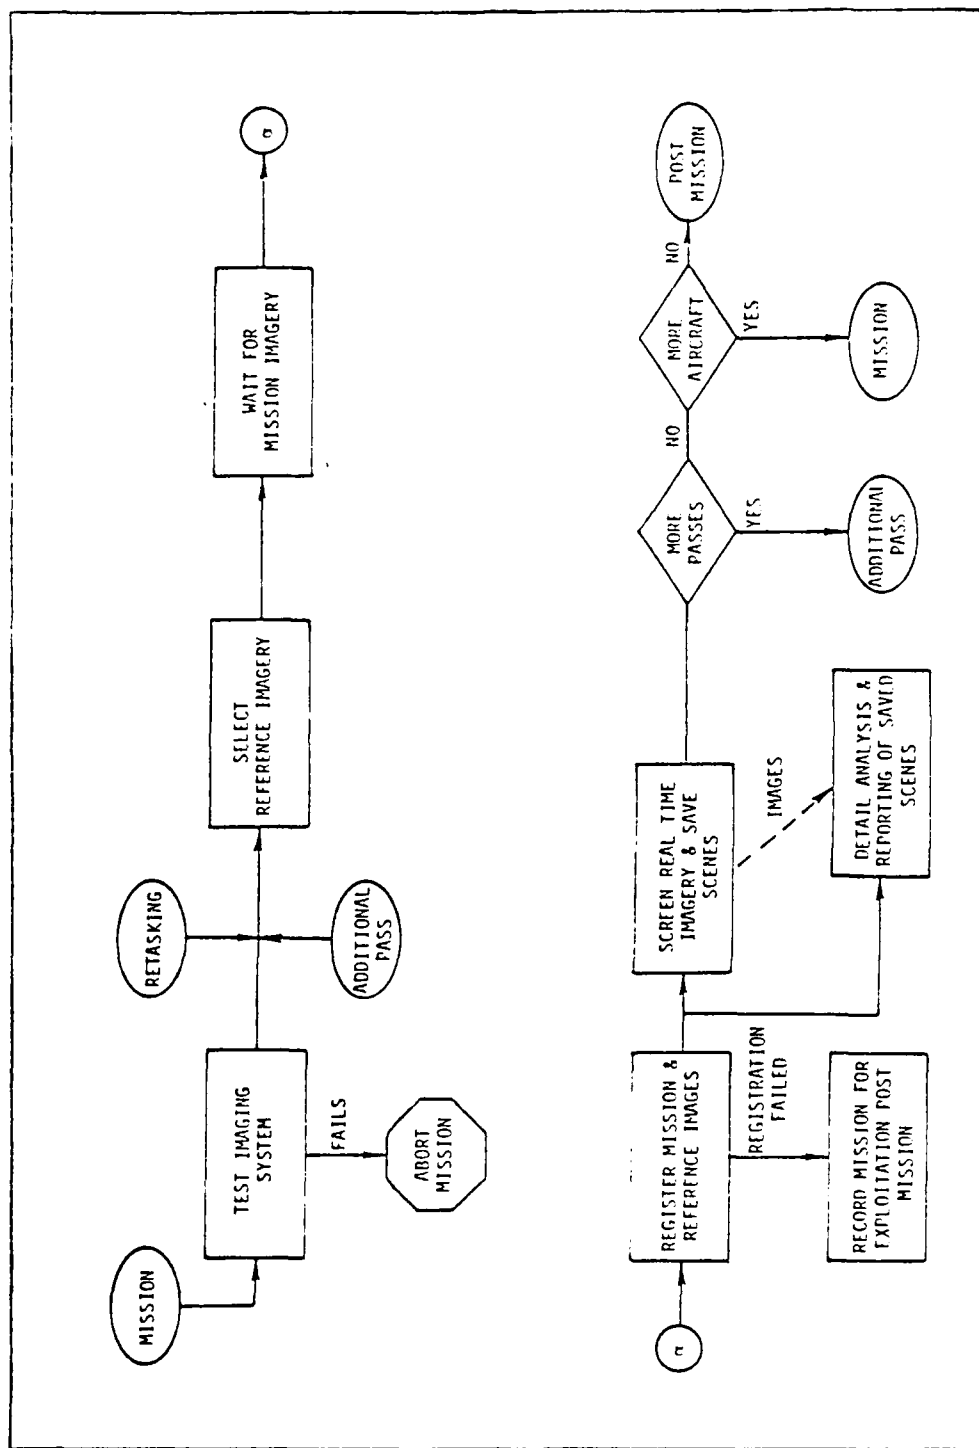 MISSION
TEST IMAGING
SYSTEM
FAILS
ABORT
MISSION
RETASKING
ADDITIONAL
PASS
SELECT
REFERENCE IMAGERY
WAIT FOR
MISSION IMAGERY
REGISTER MISSION &
REFERENCE IMAGES
REGISTRATION
FAILED
RECORD MISSION FOR
EXPLOITATION POST
MISSION
SCREEN REAL TIME
IMAGERY & SAVE
SCENES
IMAGES
DETAIL ANALYSIS &
REPORTING OF SAVED
SCENES
MORE
PASSES
YES
ADDITIONAL
PASS
NO
MORE
AIRCRAFT
YES
MISSION
NO
POST
MISSION